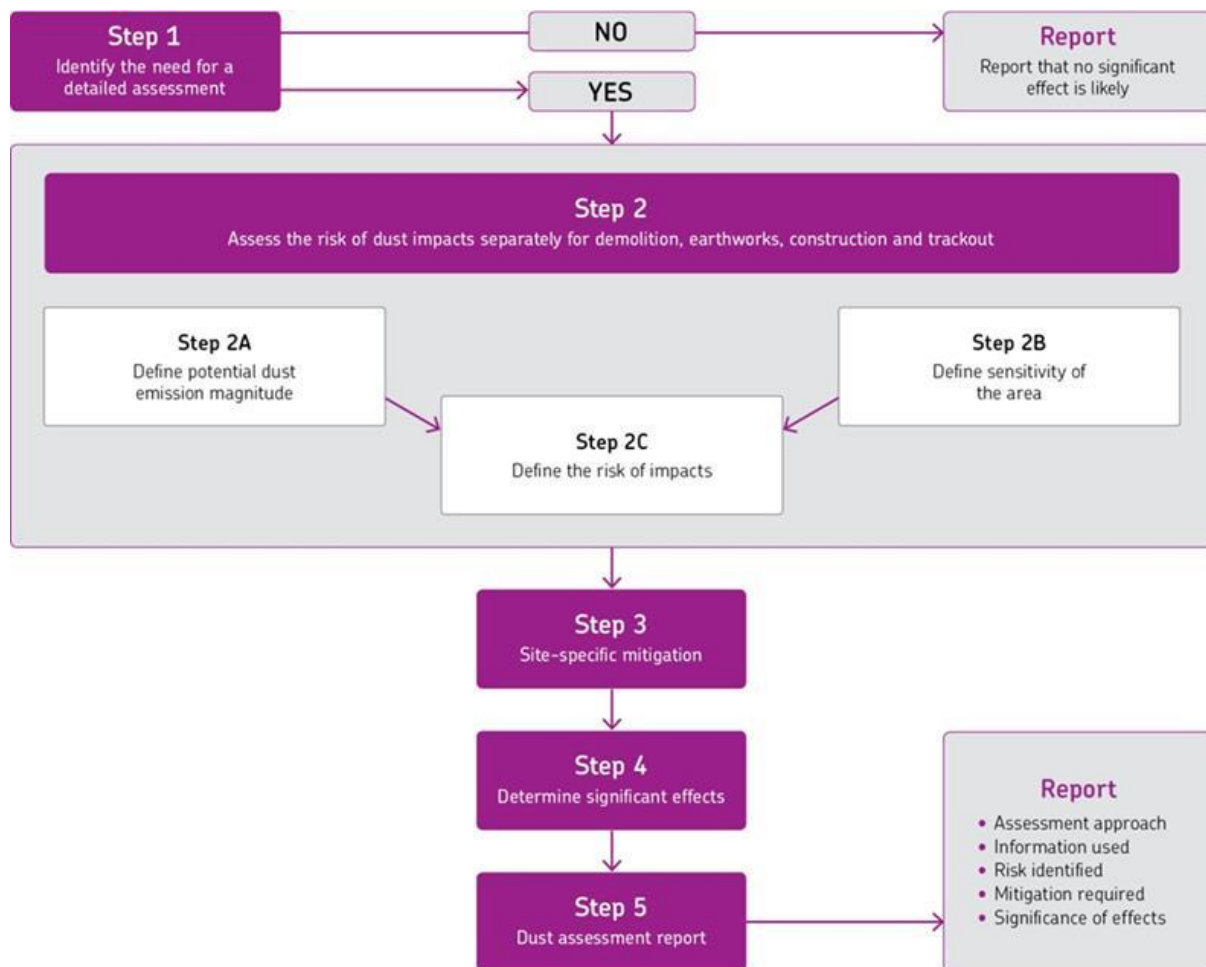 Step 1
Identify the need for a
detailed assessment
NO
YES
Report
Report that no significant
effect is likely
Step 2
Assess the risk of dust impacts separately for demolition, earthworks, construction and trackout
Step 2A
Define potential dust
emission magnitude
Step 2B
Define sensitivity of
the area
Step 2C
Define the risk of impacts
Step 3
Site-specific mitigation
Step 4
Determine significant effects
Step 5
Dust assessment report
Report
• Assessment approach
• Information used
• Risk identified
• Mitigation required
• Significance of effects